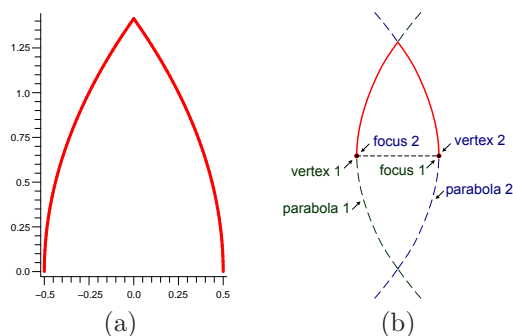 1.25
1.0
0.75
0.5
0.25
0.0
−0.5
−0.25
0.0
0.25
0.5
(a)
focus 2
vertex 2
vertex 1
focus 1
parabola 2
parabola 1
(b)